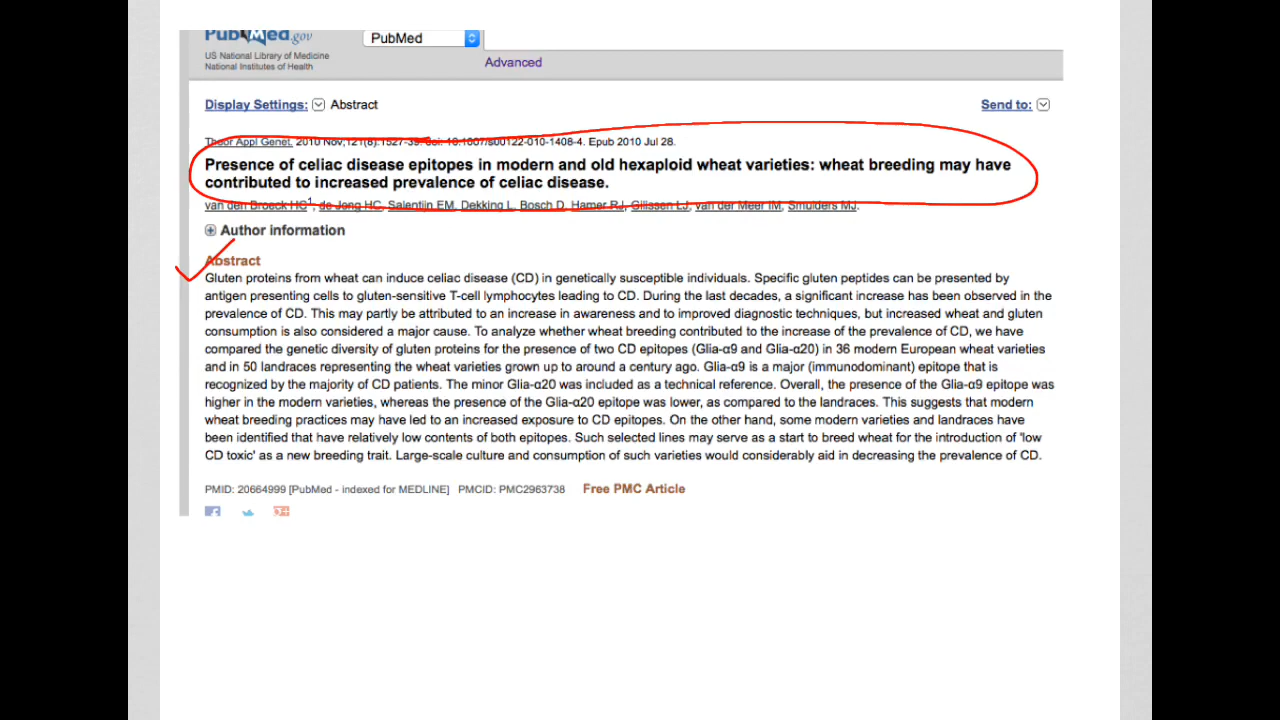 PubMed.gov
PubMed
US National Library of Medicine
National Institutes of Health
Advanced
Display Settings: Abstract
Send to:
Theor Appl Genet. 2010 Nov;121(8):1527-39. doi: 10.1007/s00122-010-1408-4. Epub 2010 Jul 28.
Presence of celiac disease epitopes in modern and old hexaploid wheat varieties: wheat breeding may have
contributed to increased prevalence of celiac disease.
van den Broeck HC1, de Jong HC, Salentijn EM, Dekking L, Bosch D, Hamer RJ, Gilissen LJ, van der Meer IM, Smulders MJ.
Author information
Abstract
Gluten proteins from wheat can induce celiac disease (CD) in genetically susceptible individuals. Specific gluten peptides can be presented by
antigen presenting cells to gluten-sensitive T-cell lymphocytes leading to CD. During the last decades, a significant increase has been observed in the
prevalence of CD. This may partly be attributed to an increase in awareness and to improved diagnostic techniques, but increased wheat and gluten
consumption is also considered a major cause. To analyze whether wheat breeding contributed to the increase of the prevalence of CD, we have
compared the genetic diversity of gluten proteins for the presence of two CD epitopes (Glia-α9 and Glia-α20) in 36 modern European wheat varieties
and in 50 landraces representing the wheat varieties grown up to around a century ago. Glia-α9 is a major (immunodominant) epitope that is
recognized by the majority of CD patients. The minor Glia-α20 was included as a technical reference. Overall, the presence of the Glia-α9 epitope was
higher in the modern varieties, whereas the presence of the Glia-α20 epitope was lower, as compared to the landraces. This suggests that modern
wheat breeding practices may have led to an increased exposure to CD epitopes. On the other hand, some modern varieties and landraces have
been identified that have relatively low contents of both epitopes. Such selected lines may serve as a start to breed wheat for the introduction of 'low
CD toxic' as a new breeding trait. Large-scale culture and consumption of such varieties would considerably aid in decreasing the prevalence of CD.
PMID: 20664999 [PubMed - indexed for MEDLINE] PMCID: PMC2963738 Free PMC Article